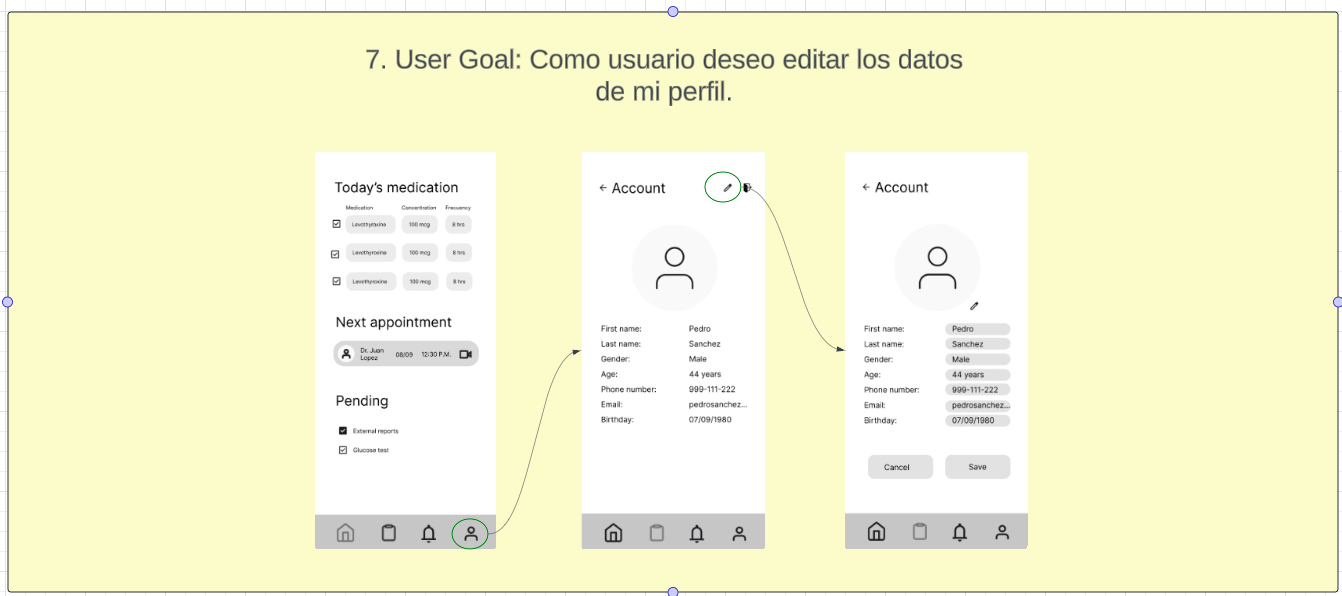 7. User Goal: Como usuario deseo editar los datos
de mi perfil.
Today's medication
Medication Concentration Frecuency
Levothyroxine 100 mcg 8 hrs
Levothyroxine 100 mcg 8 hrs
Levothyroxine 100 mcg 8 hrs
Next appointment
Dr. Juan
Lopez 08/09 12:30 P.M.
Pending
External reports
Glucose test
Account
First name: Pedro
Last name: Sanchez
Gender: Male
Age: 44 years
Phone number: 999-111-222
Email: pedrosanchez...
Birthday: 07/09/1980
Account
First name: Pedro
Last name: Sanchez
Gender: Male
Age: 44 years
Phone number: 999-111-222
Email: pedrosanchez...
Birthday: 07/09/1980
Cancel Save